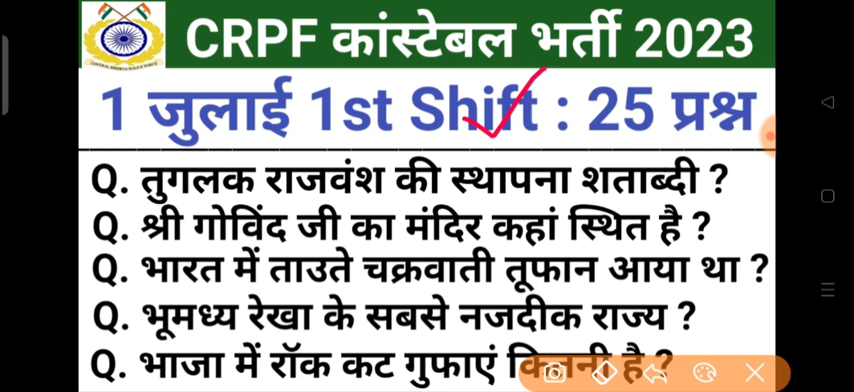 CRPF कांस्टेबल भर्ती 2023
1 जुलाई 1st Shift : 25 प्रश्न
Q. तुगलक राजवंश की स्थापना शताब्दी ?
Q. श्री गोविंद जी का मंदिर कहां स्थित है ?
Q. भारत में ताउते चक्रवाती तूफान आया था ?
Q. भूमध्य रेखा के सबसे नजदीक राज्य ?
Q. भाजा में रॉक कट गुफाएं कितनी है ?